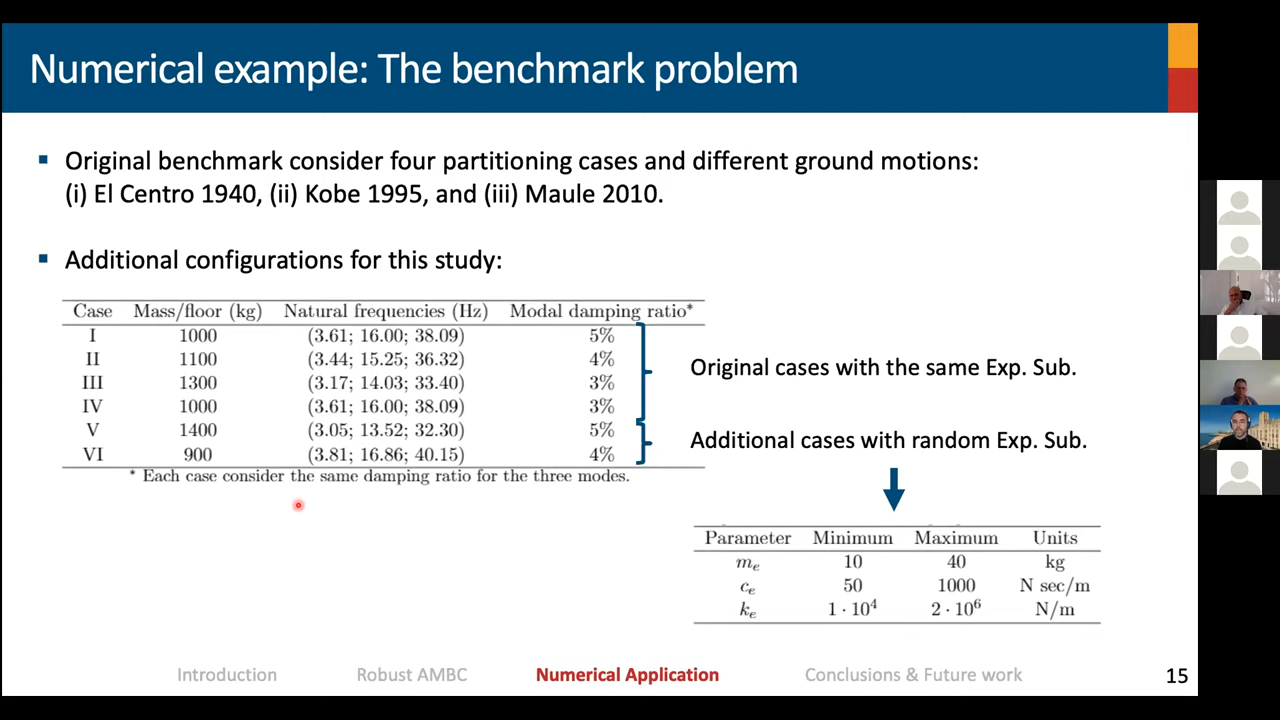 Numerical example: The benchmark problem
▪ Original benchmark consider four partitioning cases and different ground motions:
(i) El Centro 1940, (ii) Kobe 1995, and (iii) Maule 2010.
▪ Additional configurations for this study:
Case Mass/floor (kg) Natural frequencies (Hz) Modal damping ratio*
I 1000 (3.61; 16.00; 38.09) 5%
II 1100 (3.44; 15.25; 36.32) 4%
III 1300 (3.17; 14.03; 33.40) 3%
IV 1000 (3.61; 16.00; 38.09) 3%
V 1400 (3.05; 13.52; 32.30) 5%
VI 900 (3.81; 16.86; 40.15) 4%
* Each case consider the same damping ratio for the three modes.
Original cases with the same Exp. Sub.
Additional cases with random Exp. Sub.
Parameter Minimum Maximum Units
mₑ 10 40 kg
cₑ 50 1000 N sec/m
kₑ 1 · 10⁴ 2 · 10⁶ N/m
Introduction Robust AMBC Numerical Application Conclusions & Future work 15